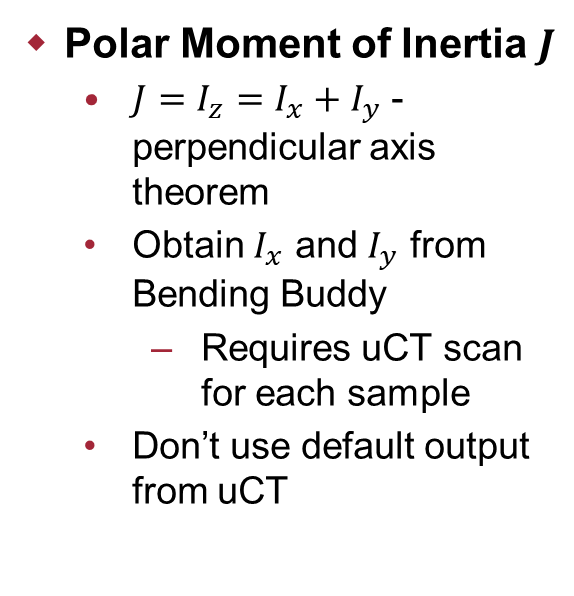 ◆ Polar Moment of Inertia J
• J = I_z = I_x + I_y -
perpendicular axis
theorem
• Obtain I_x and I_y from
Bending Buddy
– Requires uCT scan
for each sample
• Don't use default output
from uCT